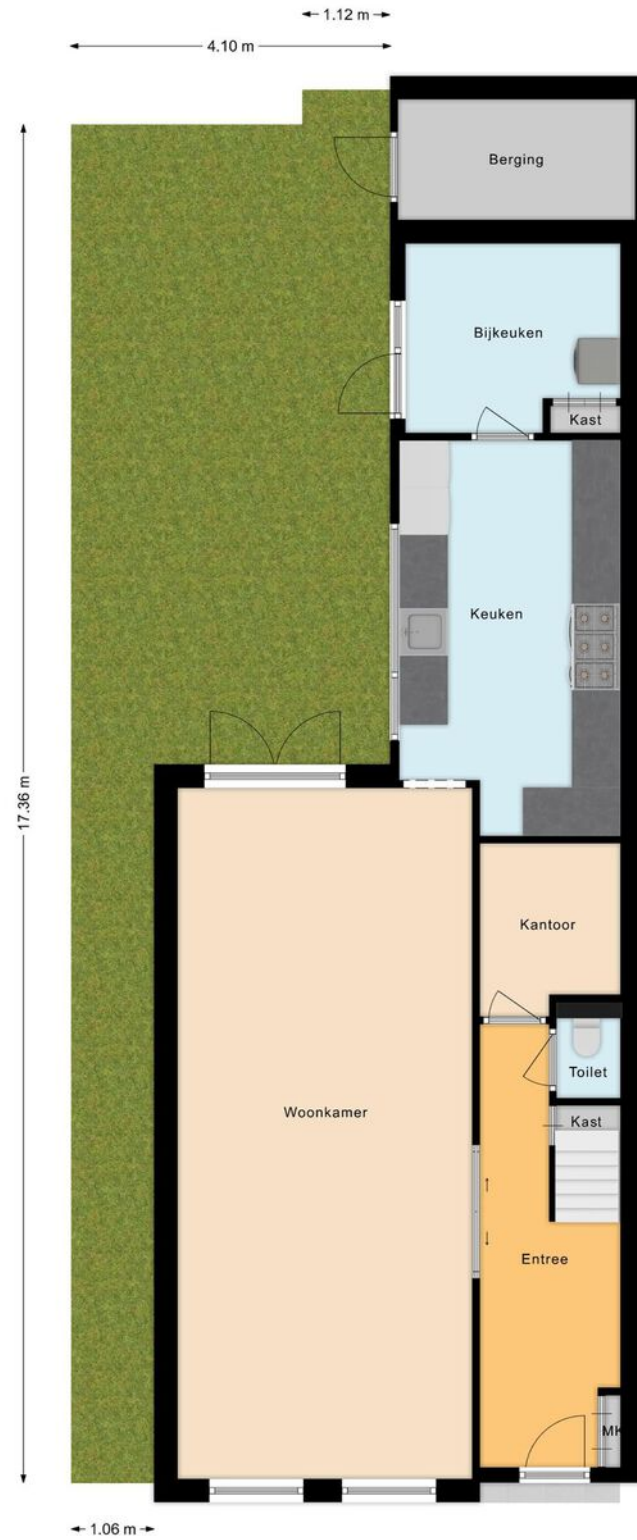 1.12 m
4.10 m
Berging
Bijkeuken
Kast
Keuken
17.36 m
Kantoor
Toilet
Woonkamer
Kast
Entree
MK
1.06 m